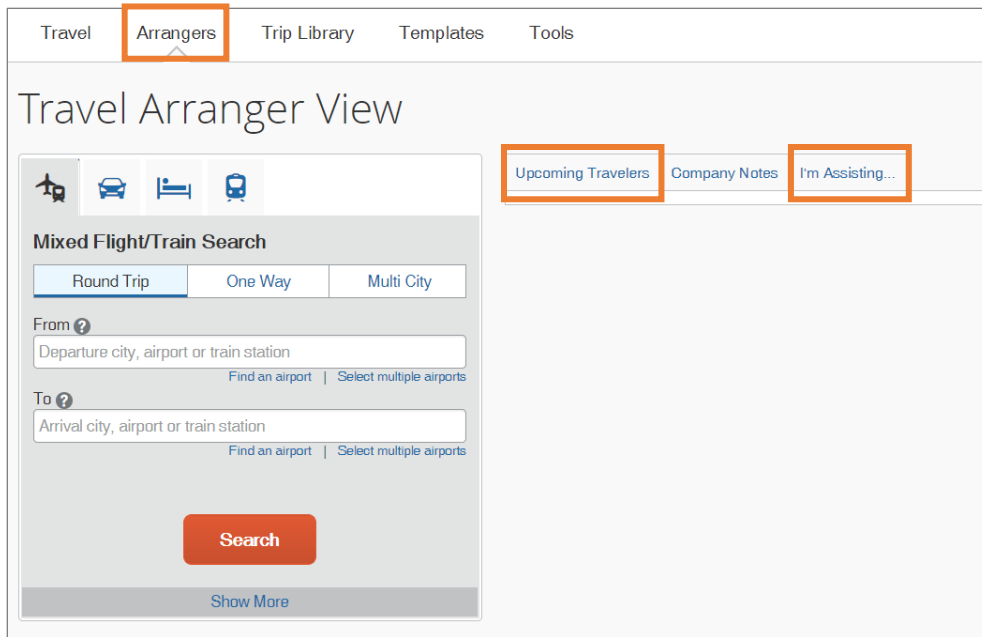 Travel Arrangers Trip Library Templates Tools
Travel Arranger View
Upcoming Travelers Company Notes I'm Assisting...
Mixed Flight/Train Search
Round Trip One Way Multi City
From ?
Departure city, airport or train station
Find an airport | Select multiple airports
To ?
Arrival city, airport or train station
Find an airport | Select multiple airports
Search
Show More